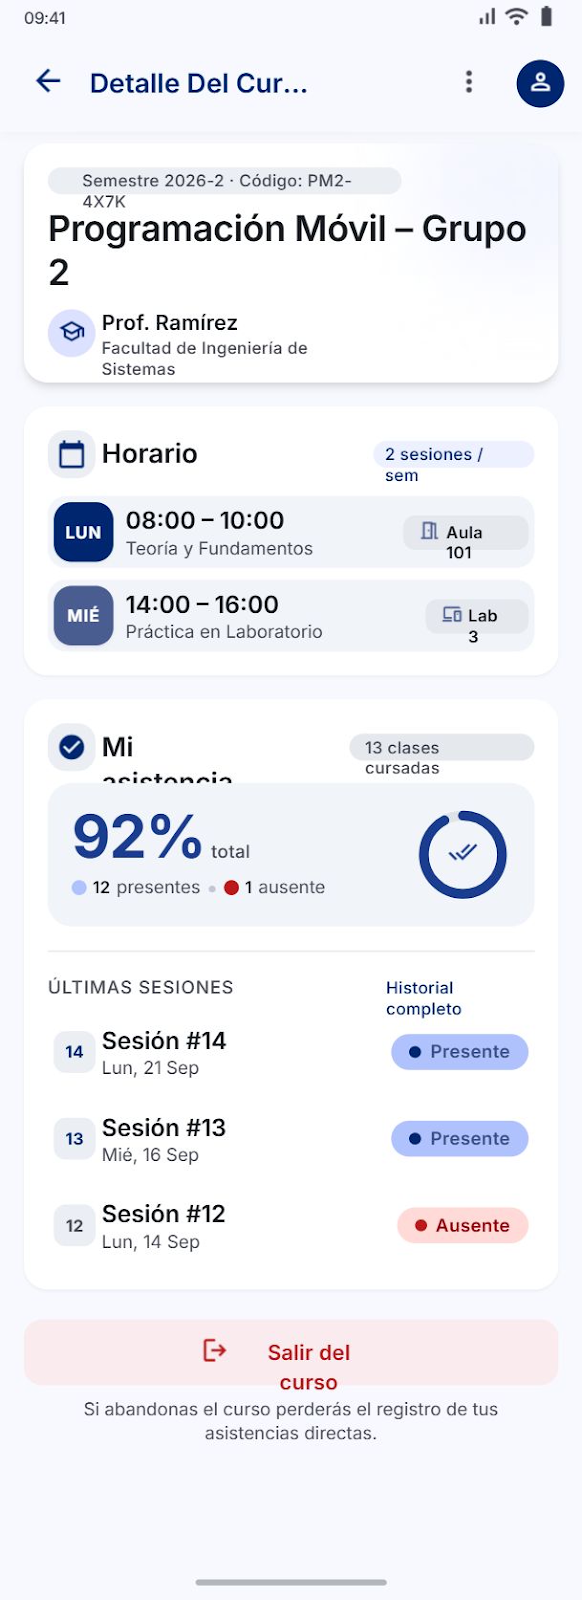 09:41
Detalle Del Cur...
Semestre 2026-2 · Código: PM2-
4X7K
Programación Móvil – Grupo
2
Prof. Ramírez
Facultad de Ingeniería de
Sistemas
Horario
2 sesiones /
sem
LUN
08:00 – 10:00
Teoría y Fundamentos
Aula
101
MIÉ
14:00 – 16:00
Práctica en Laboratorio
Lab
3
Mi
asistencia
13 clases
cursadas
92% total
12 presentes • 1 ausente
ÚLTIMAS SESIONES
Historial
completo
14
Sesión #14
Lun, 21 Sep
Presente
13
Sesión #13
Mié, 16 Sep
Presente
12
Sesión #12
Lun, 14 Sep
Ausente
Salir del
curso
Si abandonas el curso perderás el registro de tus
asistencias directas.